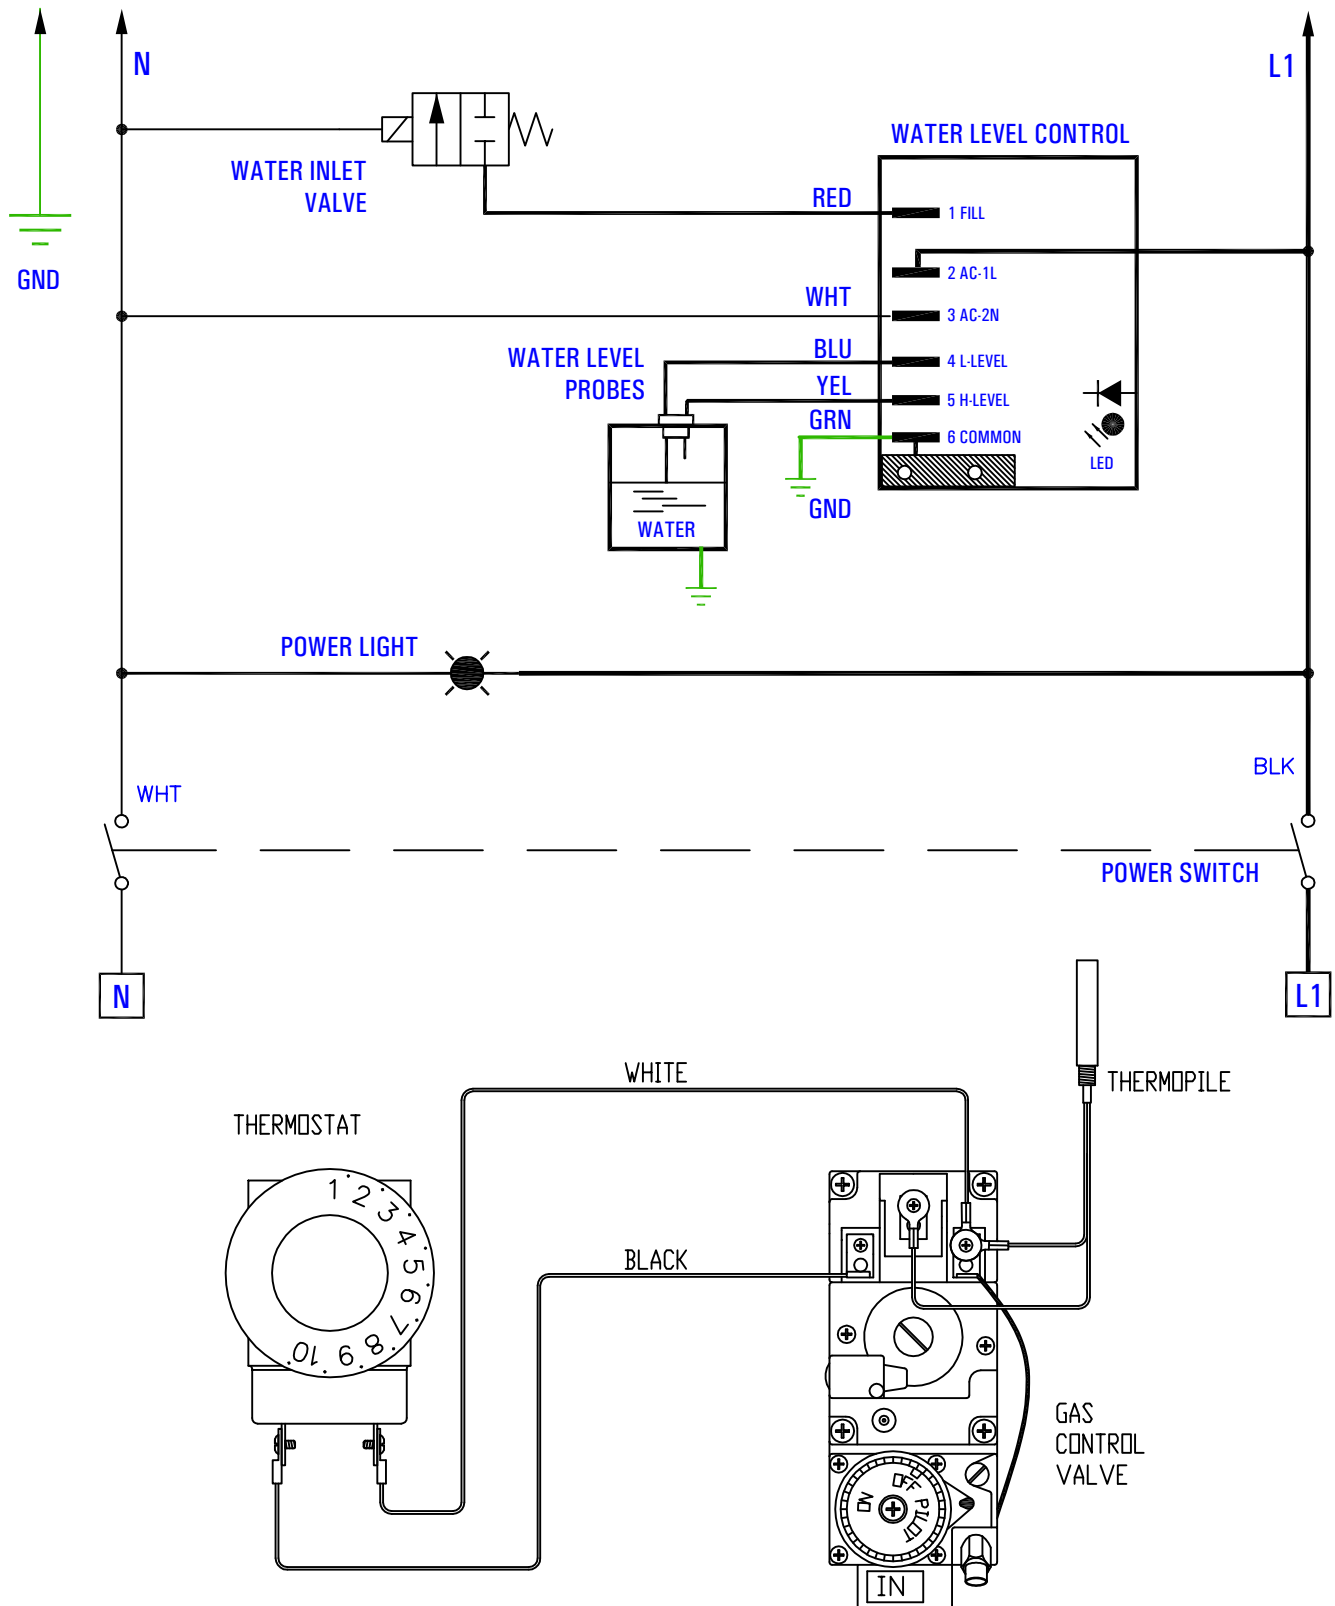 N
L1
WATER LEVEL CONTROL
WATER INLET
VALVE
RED
1 FILL
GND
2 AC-1L
WHT
3 AC-2N
WATER LEVEL
PROBES
BLU
4 L-LEVEL
YEL
5 H-LEVEL
GRN
6 COMMON
LED
GND
WATER
POWER LIGHT
BLK
WHT
POWER SWITCH
N
L1
WHITE
THERMOPILE
THERMOSTAT
1 2 3 4 5 6 7 8 9 10
BLACK
GAS
CONTROL
VALVE
OFF
ON
PILOT
IN